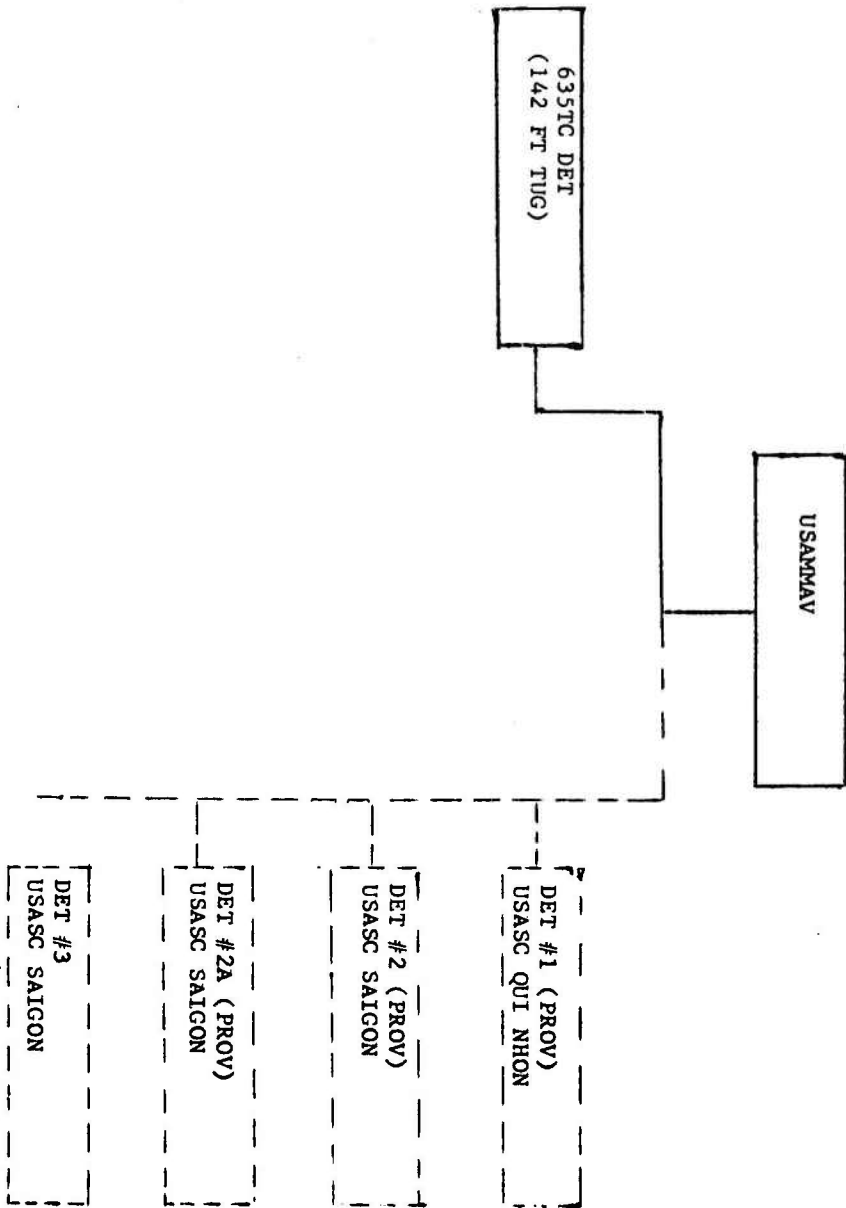 USAMMAV
635TC DET
(142 FT TUG)
DET #1 (PROV)
USASC QUI NHON
DET #2 (PROV)
USASC SAIGON
DET #2A (PROV)
USASC SAIGON
DET #3
USASC SAIGON